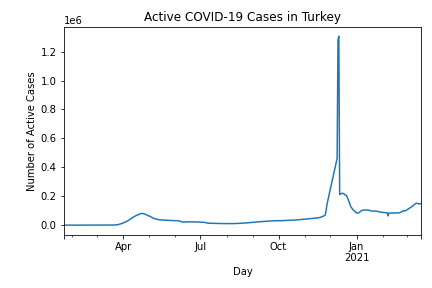 Active COVID-19 Cases in Turkey
1e6
1.2
1.0
0.8
0.6
0.4
0.2
0.0
Number of Active Cases
Apr Jul Oct Jan
2021
Day